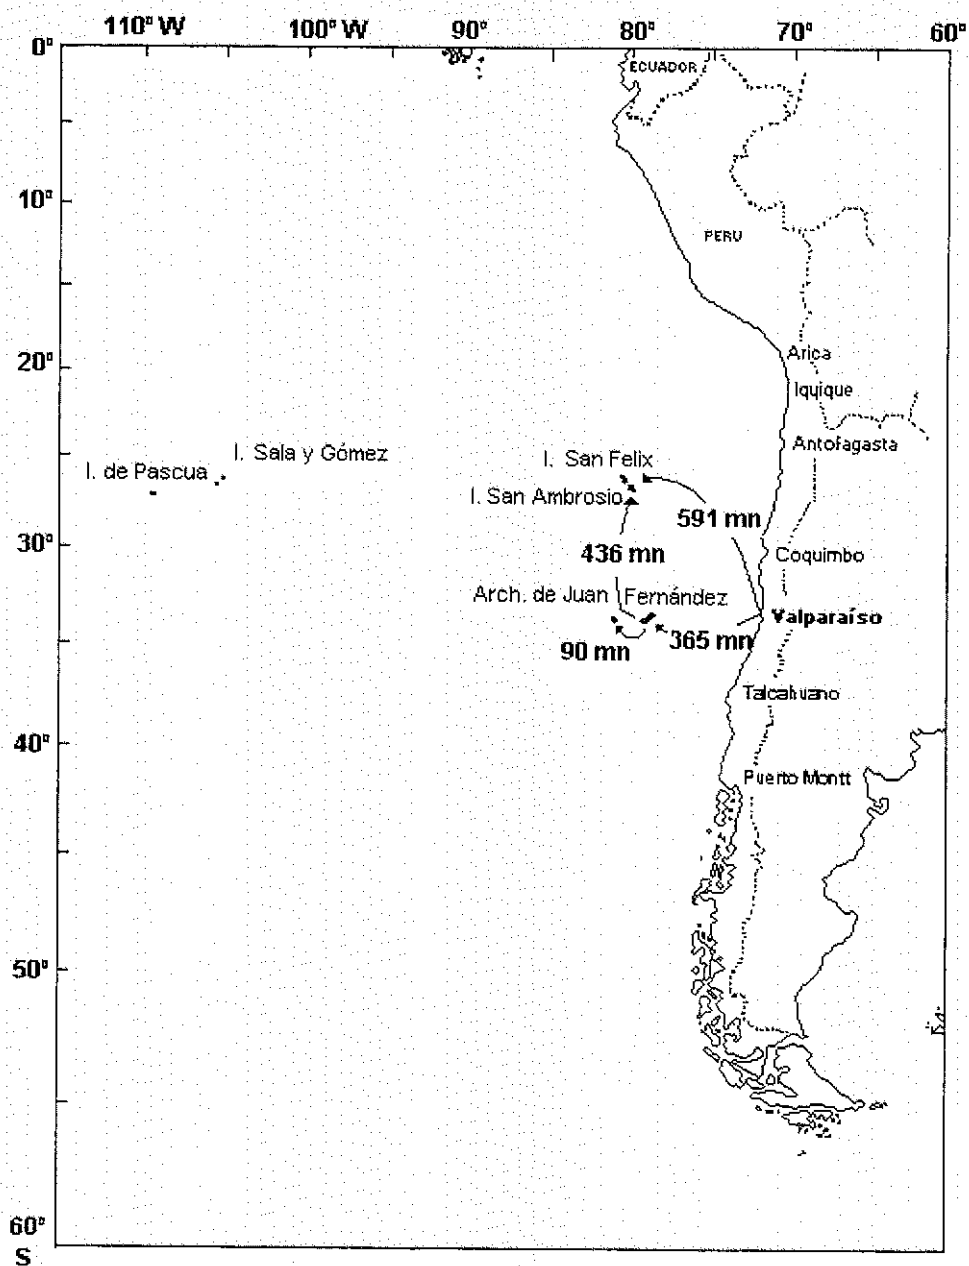 110° W 100° W 90° 80° 70° 60°
0°
ECUADOR
10°
PERU
20°
Arica
Iquique
Antofagasta
I. Sala y Gómez
I. de Pascua
I. San Felix
I. San Ambrosio
591 mn
30°
436 mn
Coquimbo
Arch. de Juan Fernández
Valparaíso
365 mn
90 mn
Talcahuano
40°
Puerto Montt
50°
60°
S